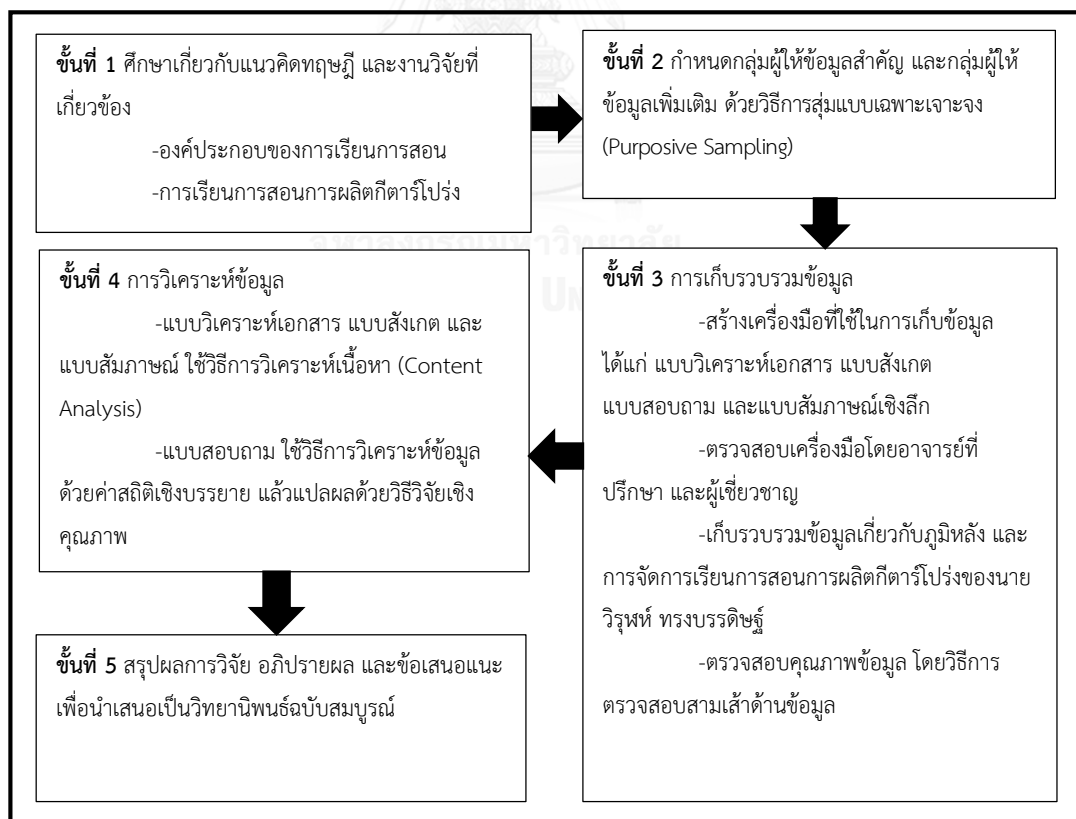 ขั้นที่ 1 ศึกษาเกี่ยวกับแนวคิดทฤษฎี และงานวิจัยที่
เกี่ยวข้อง
-องค์ประกอบของการเรียนการสอน
-การเรียนการสอนการผลิตกีตาร์โปร่ง
ขั้นที่ 2 กำหนดกลุ่มผู้ให้ข้อมูลสำคัญ และกลุ่มผู้ให้
ข้อมูลเพิ่มเติม ด้วยวิธีการสุ่มแบบเฉพาะเจาะจง
(Purposive Sampling)
ขั้นที่ 3 การเก็บรวบรวมข้อมูล
-สร้างเครื่องมือที่ใช้ในการเก็บข้อมูล
ได้แก่ แบบวิเคราะห์เอกสาร แบบสังเกต
แบบสอบถาม และแบบสัมภาษณ์เชิงลึก
-ตรวจสอบเครื่องมือโดยอาจารย์ที่
ปรึกษา และผู้เชี่ยวชาญ
-เก็บรวบรวมข้อมูลเกี่ยวกับภูมิหลัง และ
การจัดการเรียนการสอนการผลิตกีตาร์โปร่งของนาย
วิรุฬห์ ทรงบรรดิษฐ์
-ตรวจสอบคุณภาพข้อมูล โดยวิธีการ
ตรวจสอบสามเส้าด้านข้อมูล
ขั้นที่ 4 การวิเคราะห์ข้อมูล
-แบบวิเคราะห์เอกสาร แบบสังเกต และ
แบบสัมภาษณ์ ใช้วิธีการวิเคราะห์เนื้อหา (Content
Analysis)
-แบบสอบถาม ใช้วิธีการวิเคราะห์ข้อมูล
ด้วยค่าสถิติเชิงบรรยาย แล้วแปลผลด้วยวิธีวิจัยเชิง
คุณภาพ
ขั้นที่ 5 สรุปผลการวิจัย อภิปรายผล และข้อเสนอแนะ
เพื่อนำเสนอเป็นวิทยานิพนธ์ฉบับสมบูรณ์